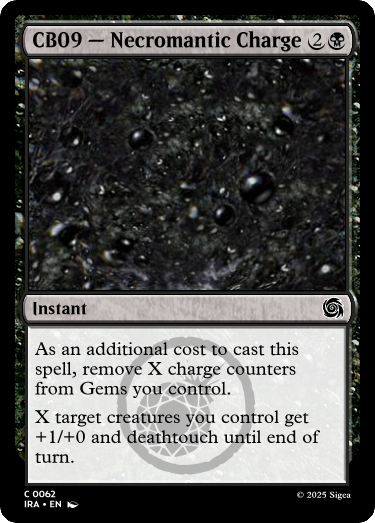 CB09 — Necromantic Charge 2
Instant
As an additional cost to cast this
spell, remove X charge counters
from Gems you control.
X target creatures you control get
+1/+0 and deathtouch until end of
turn.
C 0062
IRA • EN
© 2025 Sigea